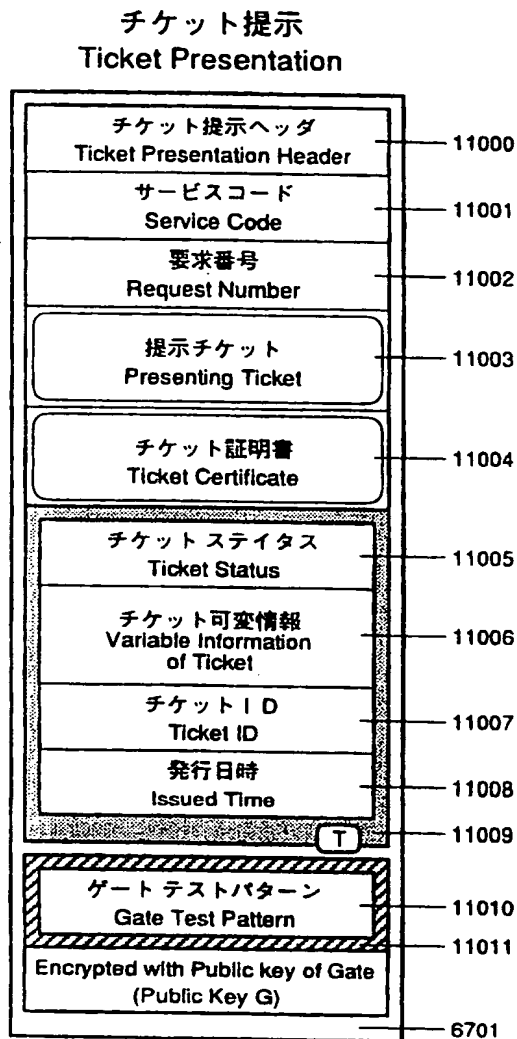 チケット提示
Ticket Presentation
チケット提示ヘッダ
Ticket Presentation Header
11000
サービスコード
Service Code
11001
要求番号
Request Number
11002
提示チケット
Presenting Ticket
11003
チケット証明書
Ticket Certificate
11004
チケット ステイタス
Ticket Status
11005
チケット可変情報
Variable Information
of Ticket
11006
チケットID
Ticket ID
11007
発行日時
Issued Time
11008
T
11009
ゲート テストパターン
Gate Test Pattern
11010
11011
Encrypted with Public key of Gate
(Public Key G)
6701